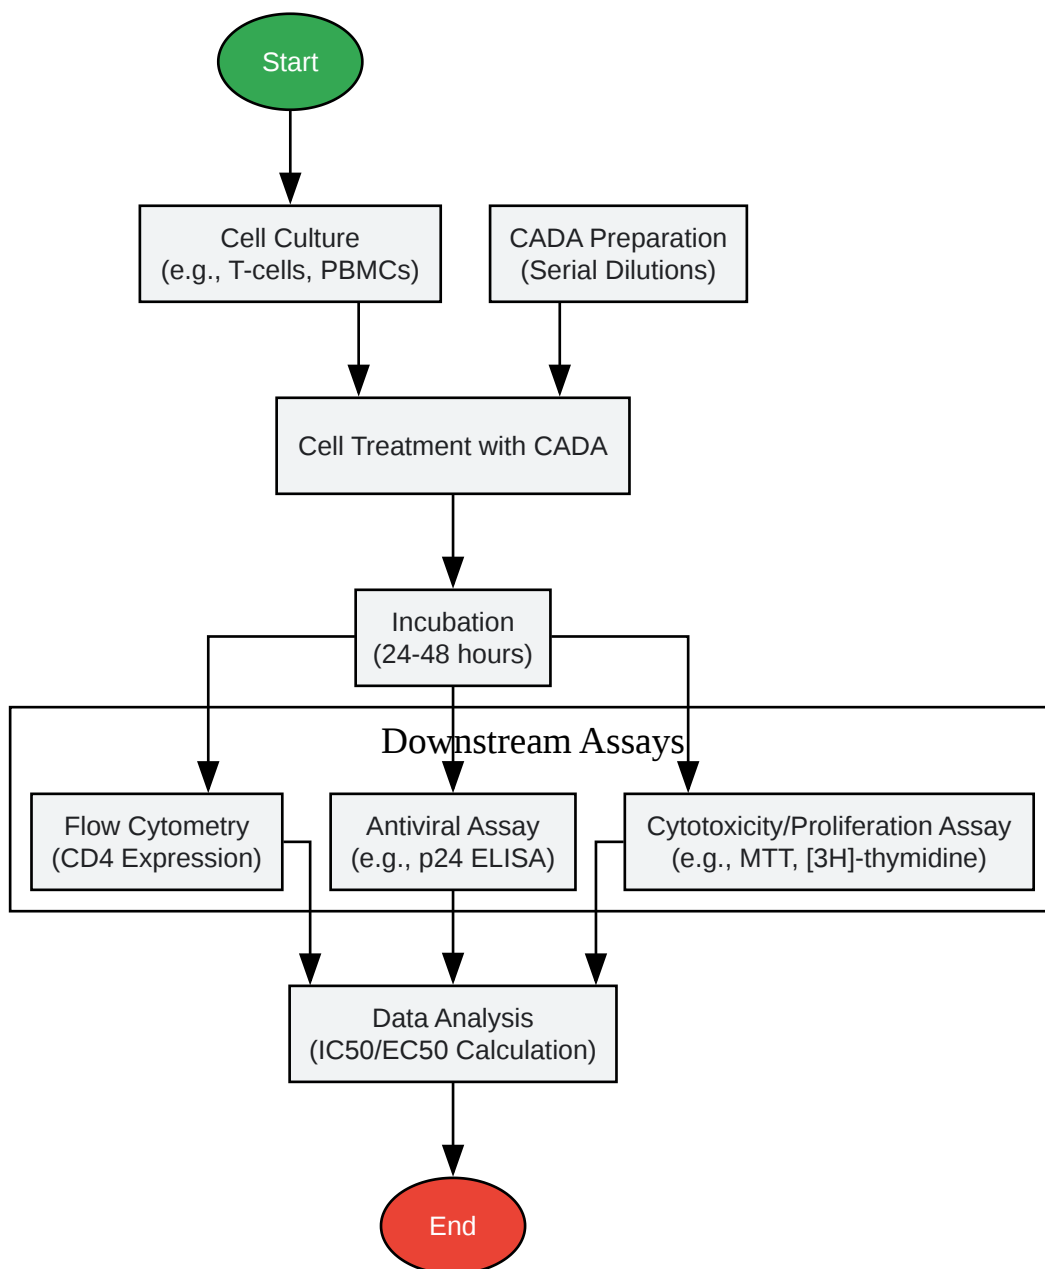 Start
Cell Culture
(e.g., T-cells, PBMCs)
CADA Preparation
(Serial Dilutions)
Cell Treatment with CADA
Incubation
(24-48 hours)
Downstream Assays
Flow Cytometry
(CD4 Expression)
Antiviral Assay
(e.g., p24 ELISA)
Cytotoxicity/Proliferation Assay
(e.g., MTT, [3H]-thymidine)
Data Analysis
(IC50/EC50 Calculation)
End